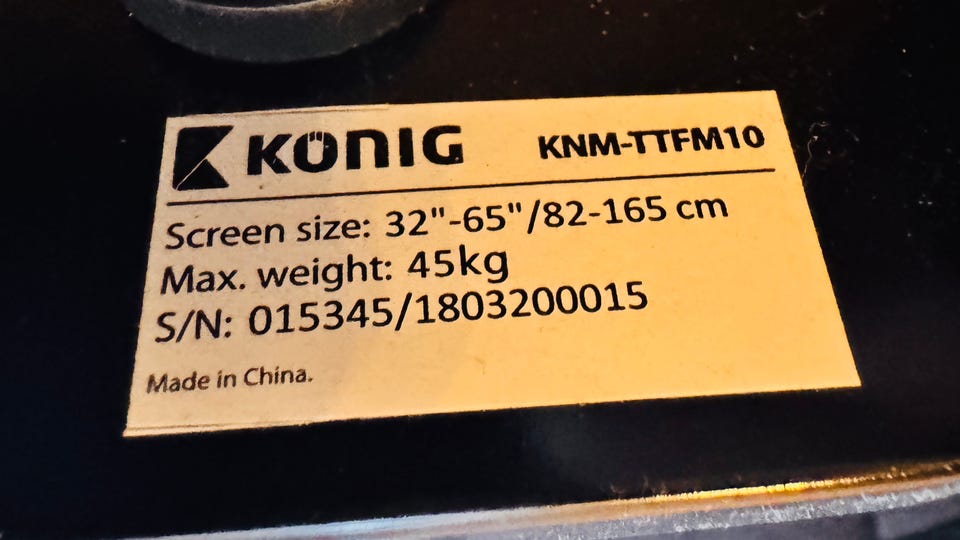 KÖNIG KNM-TTFM10
Screen size: 32"-65"/82-165 cm
Max. weight: 45kg
S/N: 015345/1803200015
Made in China.